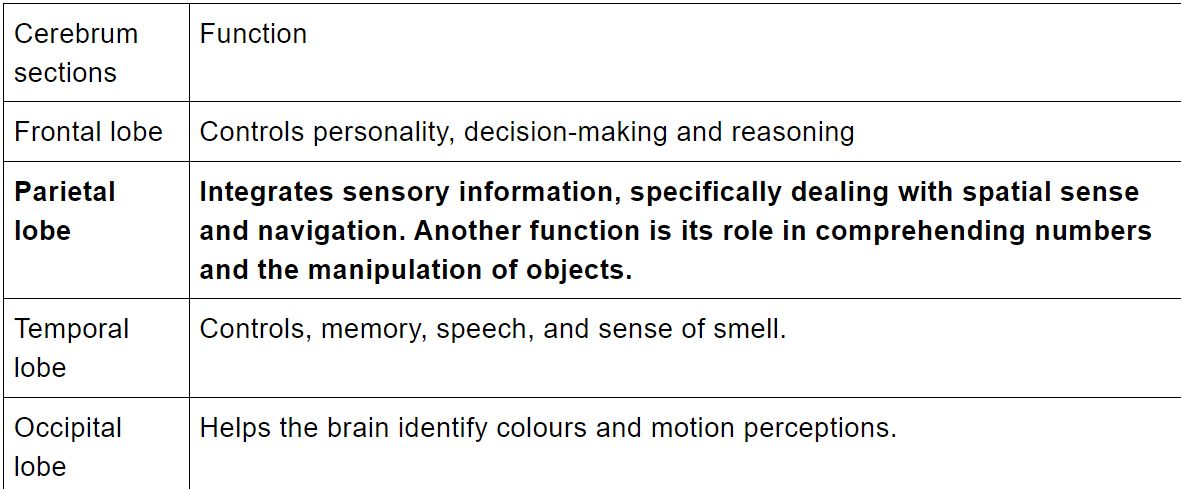 Cerebrum
sections
Function
Frontal lobe
Controls personality, decision-making and reasoning
Parietal
lobe
Integrates sensory information, specifically dealing with spatial sense
and navigation. Another function is its role in comprehending numbers
and the manipulation of objects.
Temporal
lobe
Controls, memory, speech, and sense of smell.
Occipital
lobe
Helps the brain identify colours and motion perceptions.